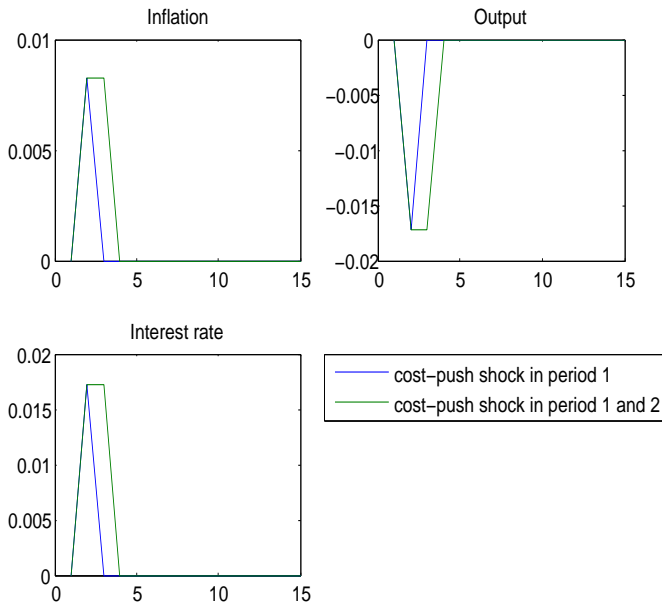 Inflation
0.01
0.005
0
0 5 10 15
Output
0
−0.005
−0.01
−0.015
−0.02
0 5 10 15
Interest rate
0.02
0.015
0.01
0.005
0
0 5 10 15
cost−push shock in period 1
cost−push shock in period 1 and 2